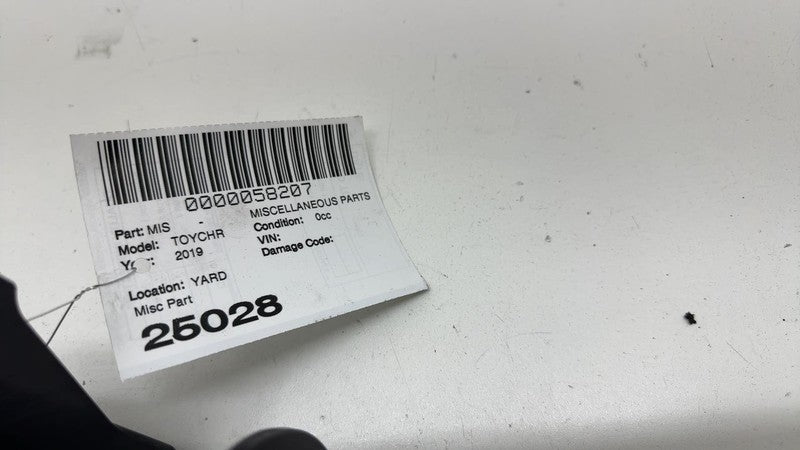 0000058207
Part: MIS - MISCELLANEOUS PARTS
Model: TOYCHR Condition: 0cc
2019 VIN:
Damage Code:
Location: YARD
Misc Part
25028